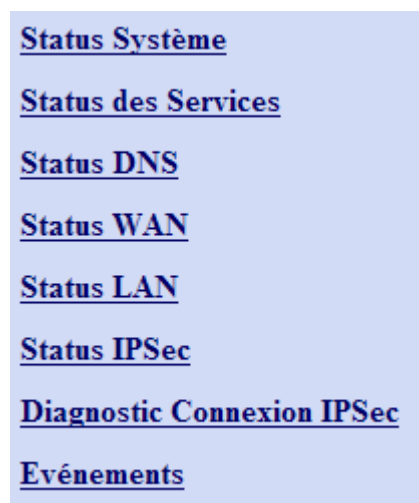 Status Système
Status des Services
Status DNS
Status WAN
Status LAN
Status IPSec
Diagnostic Connexion IPSec
Evénements